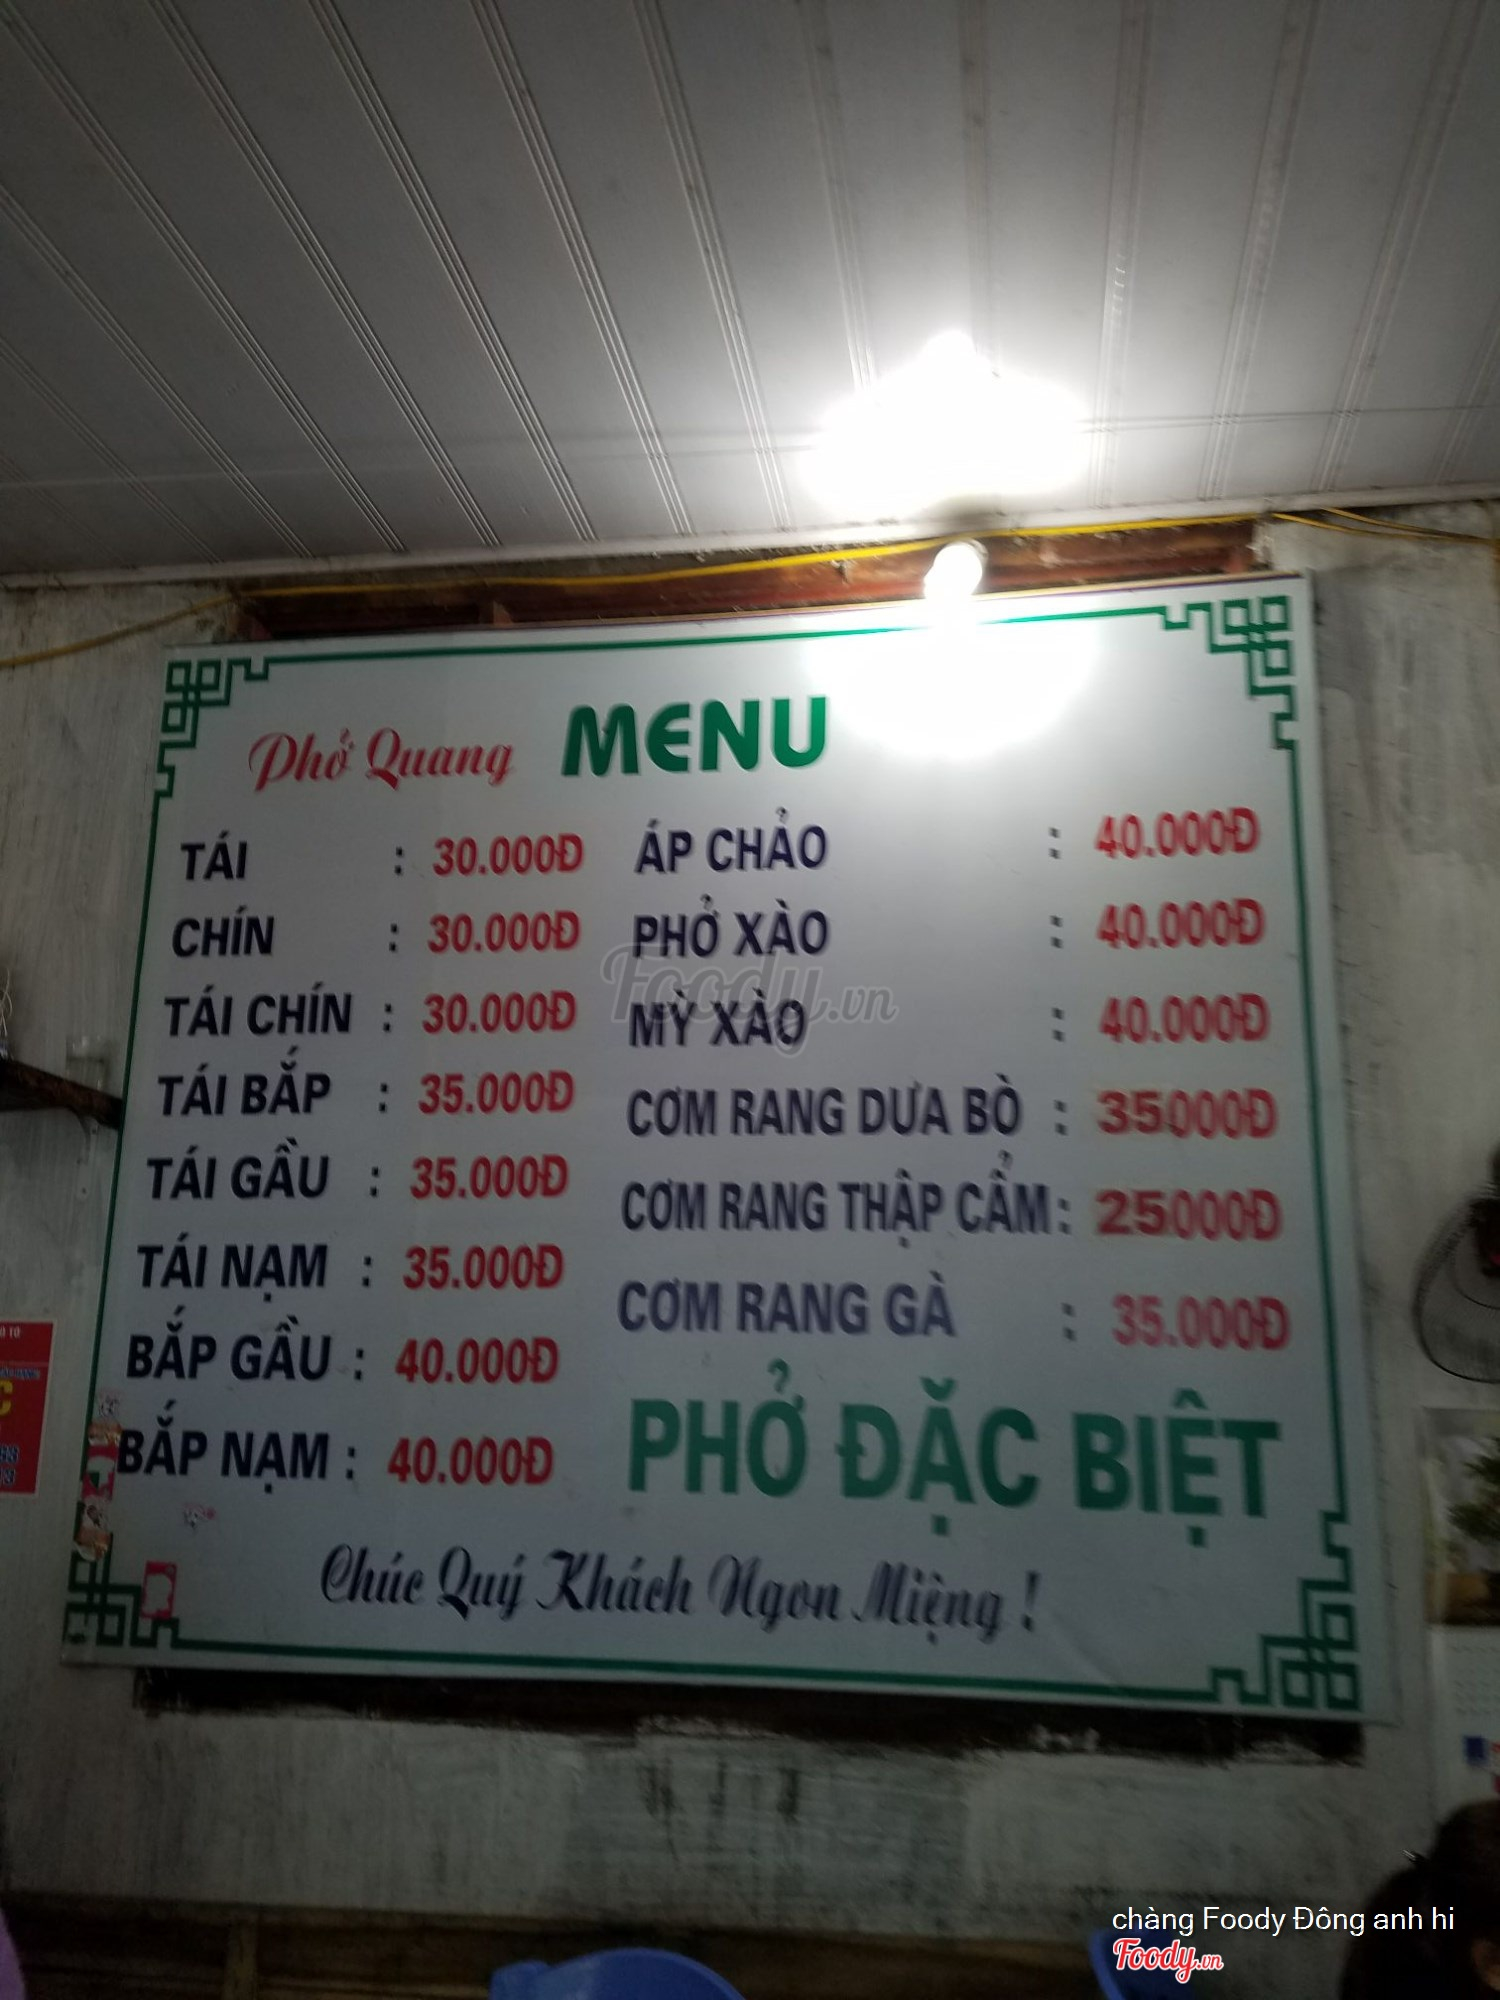 Phở Quang MENU
TÁI : 30.000Đ
CHÍN : 30.000Đ
TÁI CHÍN : 30.000Đ
TÁI BẮP : 35.000Đ
TÁI GẦU : 35.000Đ
TÁI NẠM : 35.000Đ
BẮP GẦU : 40.000Đ
BẮP NẠM : 40.000Đ
ÁP CHẢO : 40.000Đ
PHỞ XÀO : 40.000Đ
MỲ XÀO : 40.000Đ
CƠM RANG DƯA BÒ : 35000Đ
CƠM RANG THẬP CẨM : 25000Đ
CƠM RANG GÀ : 35.000Đ
PHỞ ĐẶC BIỆT
Chúc Quý Khách Ngon Miệng !
Foody.vn
chàng Foody Đông anh hi
Foody.vn